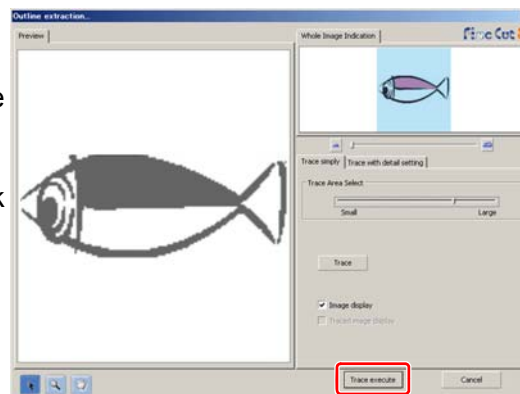 Outline extraction...
Preview
Whole Image Indication
Fine Cut
Trace simply
Trace with detail setting
Trace Area Select
Small
Large
Trace
Image display
Traced image display
Trace execute
Cancel